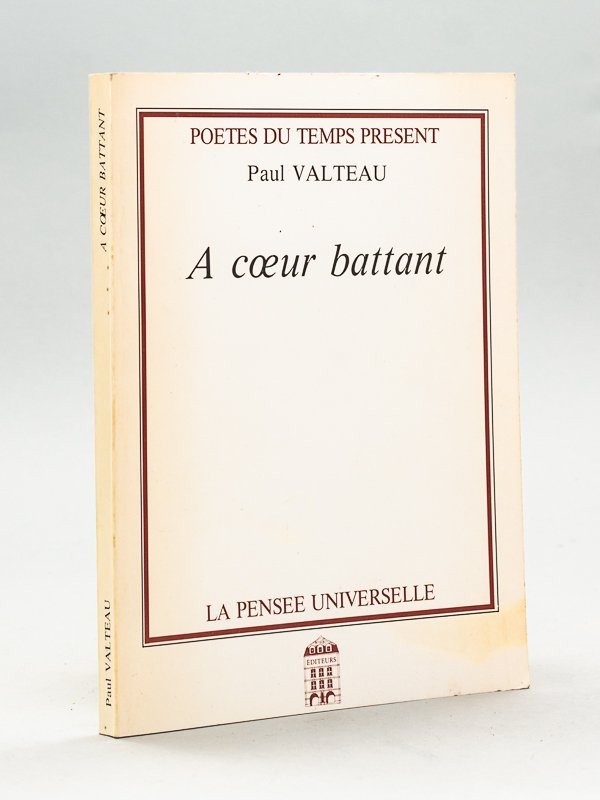 POETES DU TEMPS PRESENT
Paul VALTEAU
A cœur battant
LA PENSEE UNIVERSELLE
EDITEURS
Paul VALTEAU
A CŒUR BATTANT